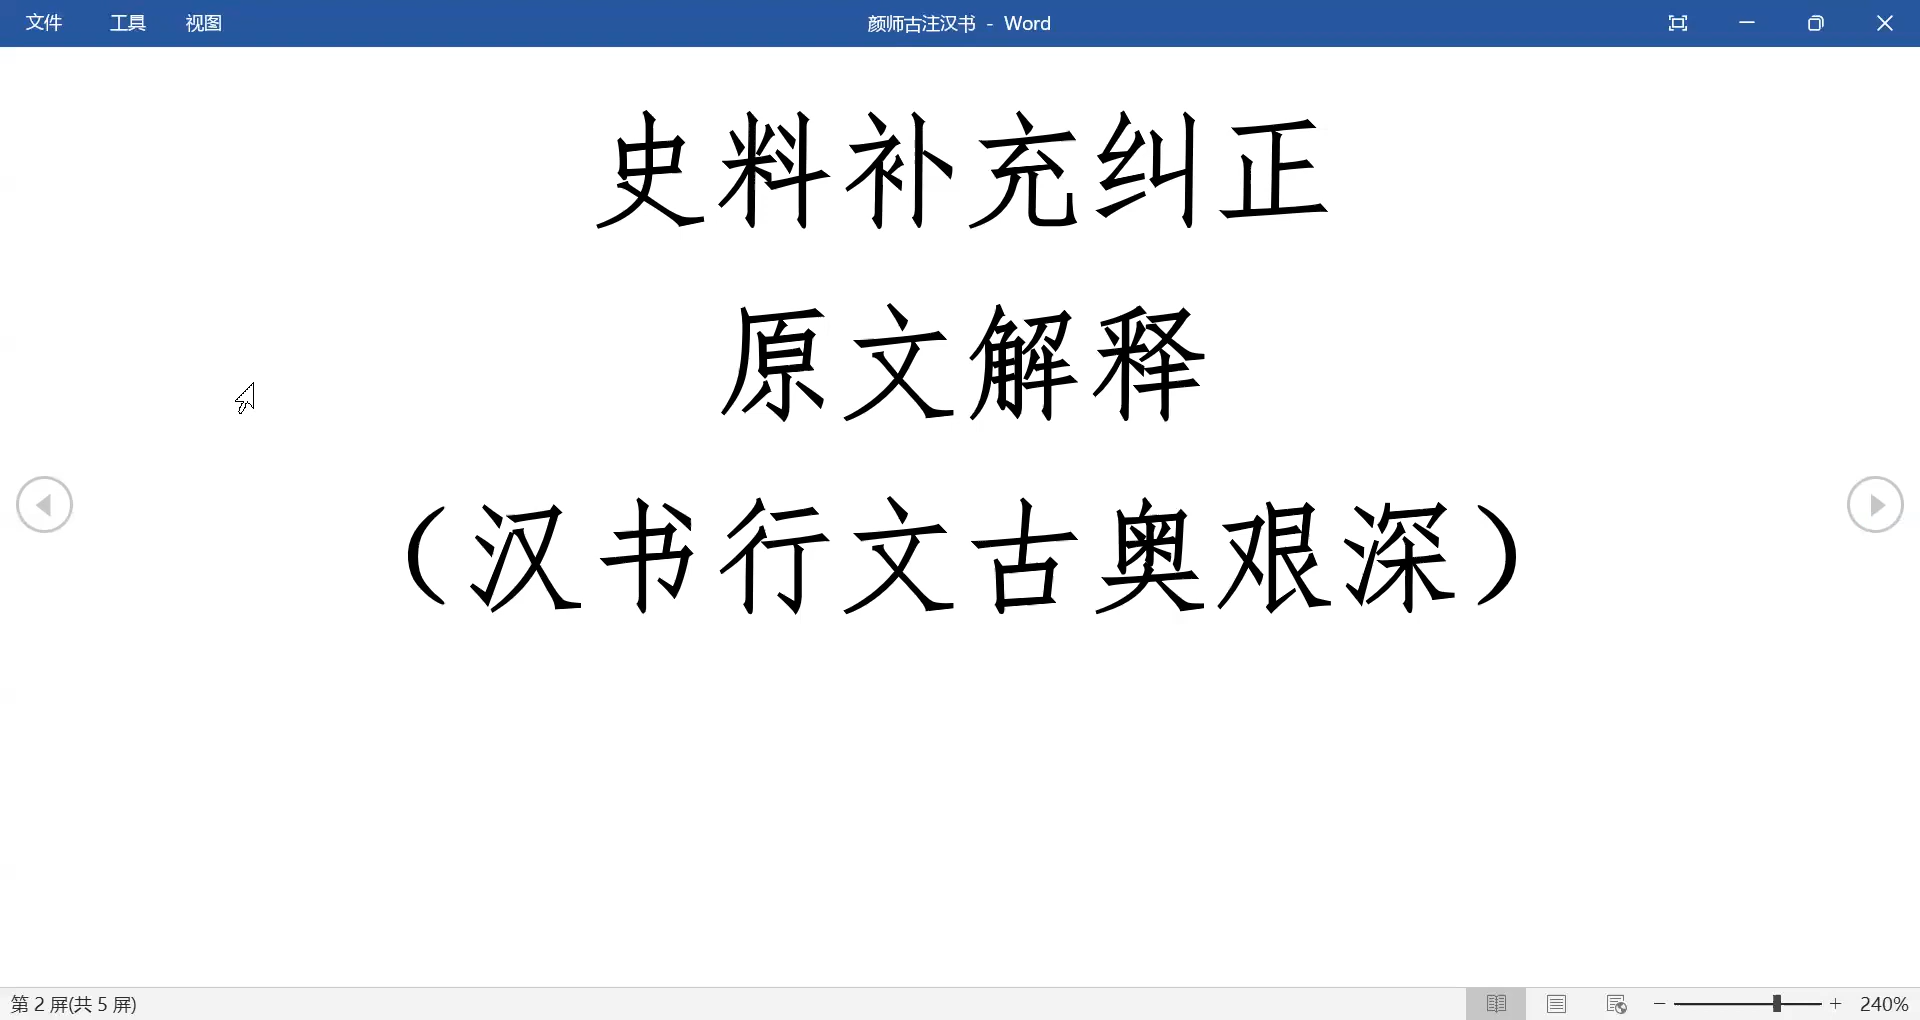 文件 工具 视图 颜师古注汉书 - Word
史料补充纠正
原文解释
（汉书行文古奥艰深）
第 2 屏(共 5 屏) 240%